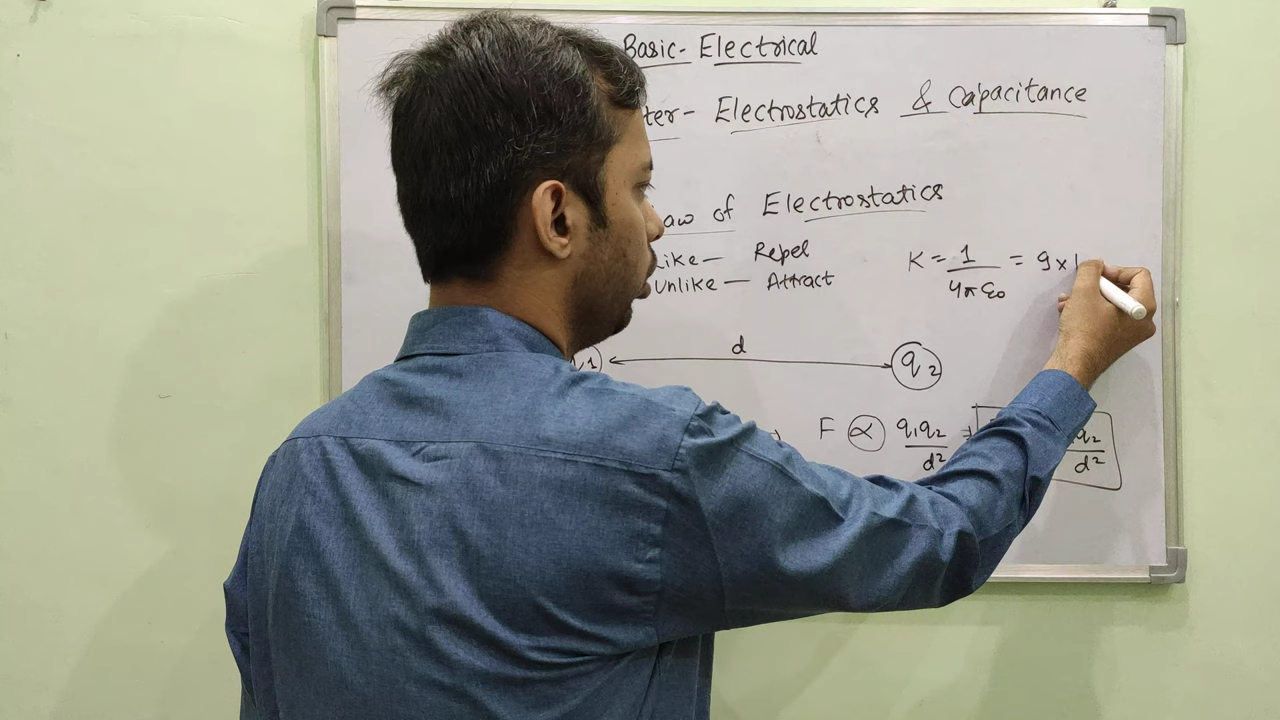 Basic- Electrical
ter- Electrostatics & Capacitance
aw of Electrostatics
ike— Repel
Unlike — Attract
K = 1/4πε₀ = 9 x 1
d
q₂
F ∝ q₁q₂/d²
q₂/d²